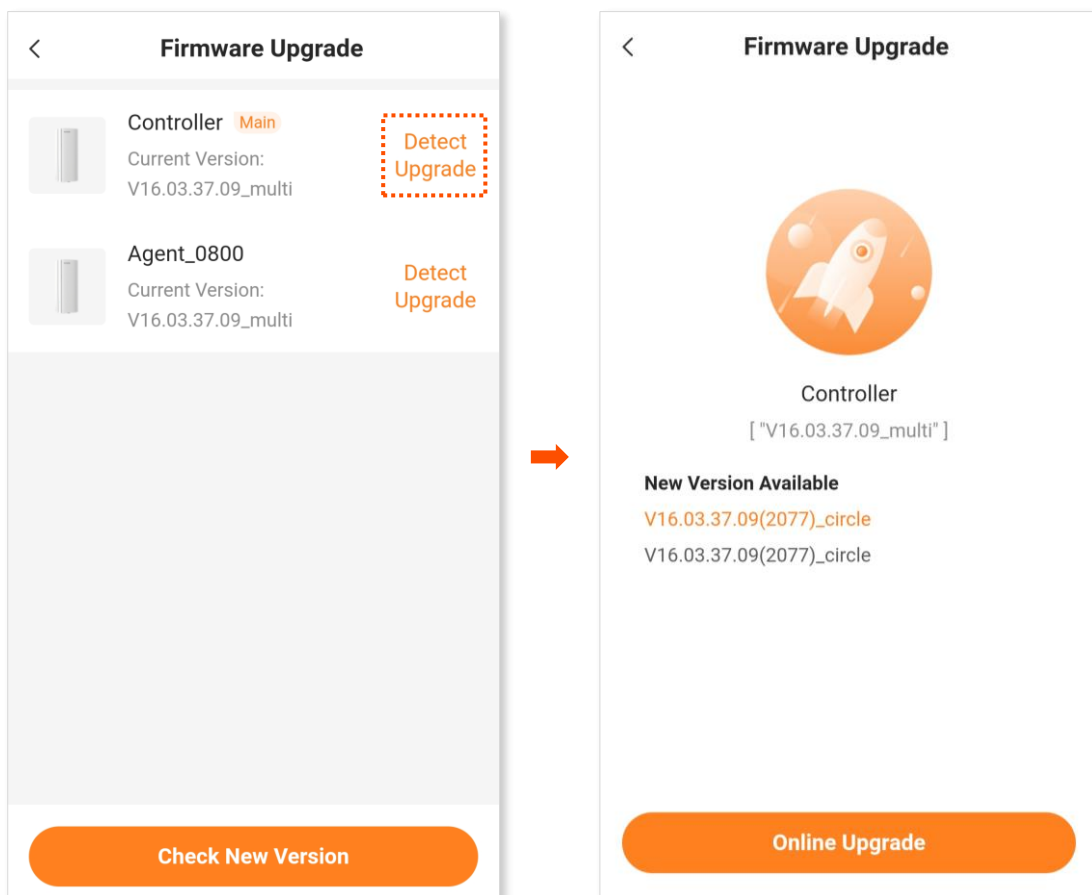 Firmware Upgrade
Controller Main
Current Version:
V16.03.37.09_multi
Detect
Upgrade
Agent_0800
Current Version:
V16.03.37.09_multi
Detect
Upgrade
Check New Version
Firmware Upgrade
Controller
[ "V16.03.37.09_multi" ]
New Version Available
V16.03.37.09(2077)_circle
V16.03.37.09(2077)_circle
Online Upgrade